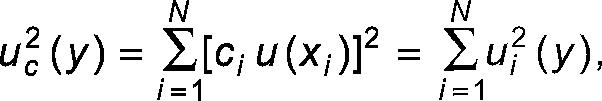 u_c^2(y) = \sum_{i=1}^{N} [c_i u(x_i)]^2 = \sum_{i=1}^{N} u_i^2(y),